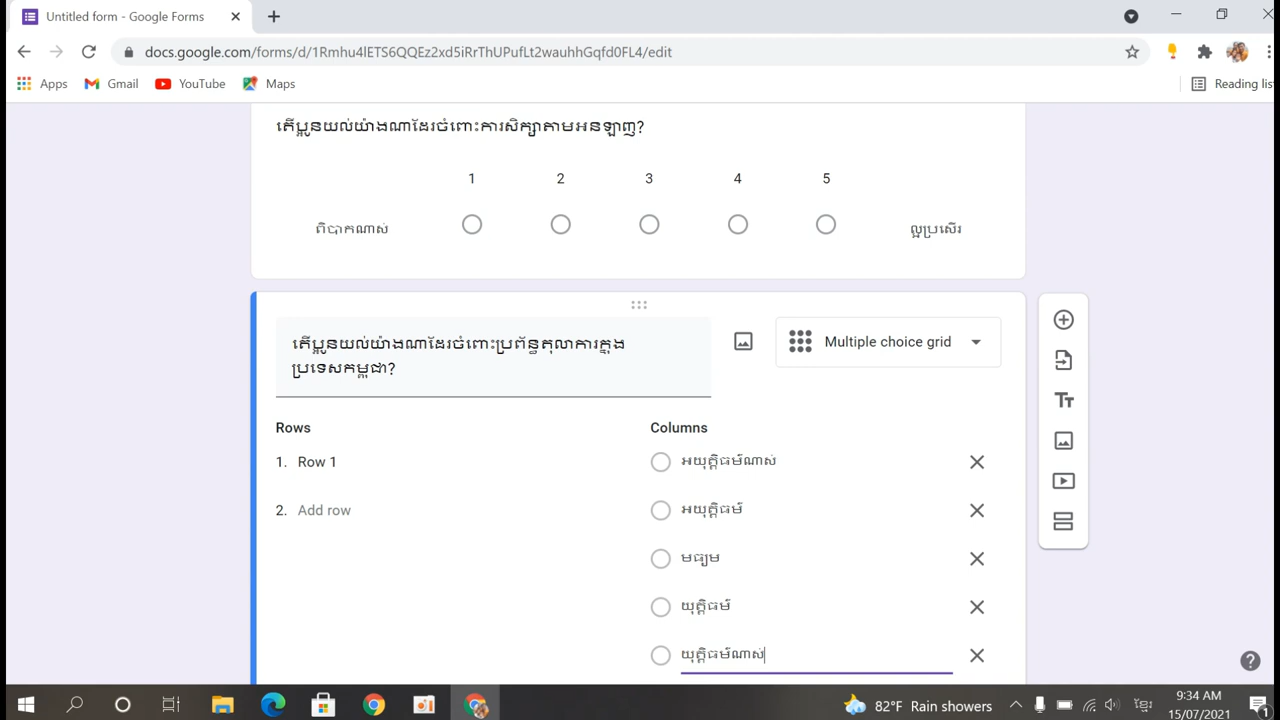 Untitled form - Google Forms
docs.google.com/forms/d/1Rmhu4lETS6QQEz2xd5iRrThUPufLt2wauhhGqfd0FL4/edit
Apps
Gmail
YouTube
Maps
Reading list
តើប្អូនយល់យ៉ាងណាដែរចំពោះការសិក្សាតាមអនឡាញ?
1 2 3 4 5
ពិបាកណាស់
ល្អប្រសើរ
តើប្អូនយល់យ៉ាងណាដែរចំពោះប្រព័ន្ធតុលាការក្នុង
ប្រទេសកម្ពុជា?
Multiple choice grid
Rows
Columns
1. Row 1
អយុត្តិធម៌ណាស់
2. Add row
អយុត្តិធម៌
មធ្យម
យុត្តិធម៌
យុត្តិធម៌ណាស់
Tт
82°F Rain showers
9:34 AM
15/07/2021
1